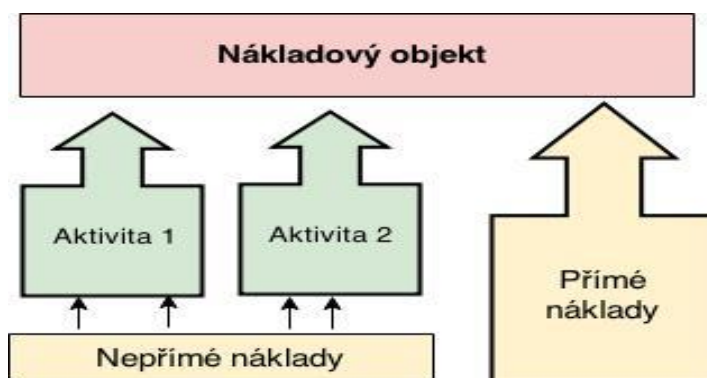 Nákladový objekt
Aktivita 1
Aktivita 2
Přímé
náklady
Nepřímé náklady